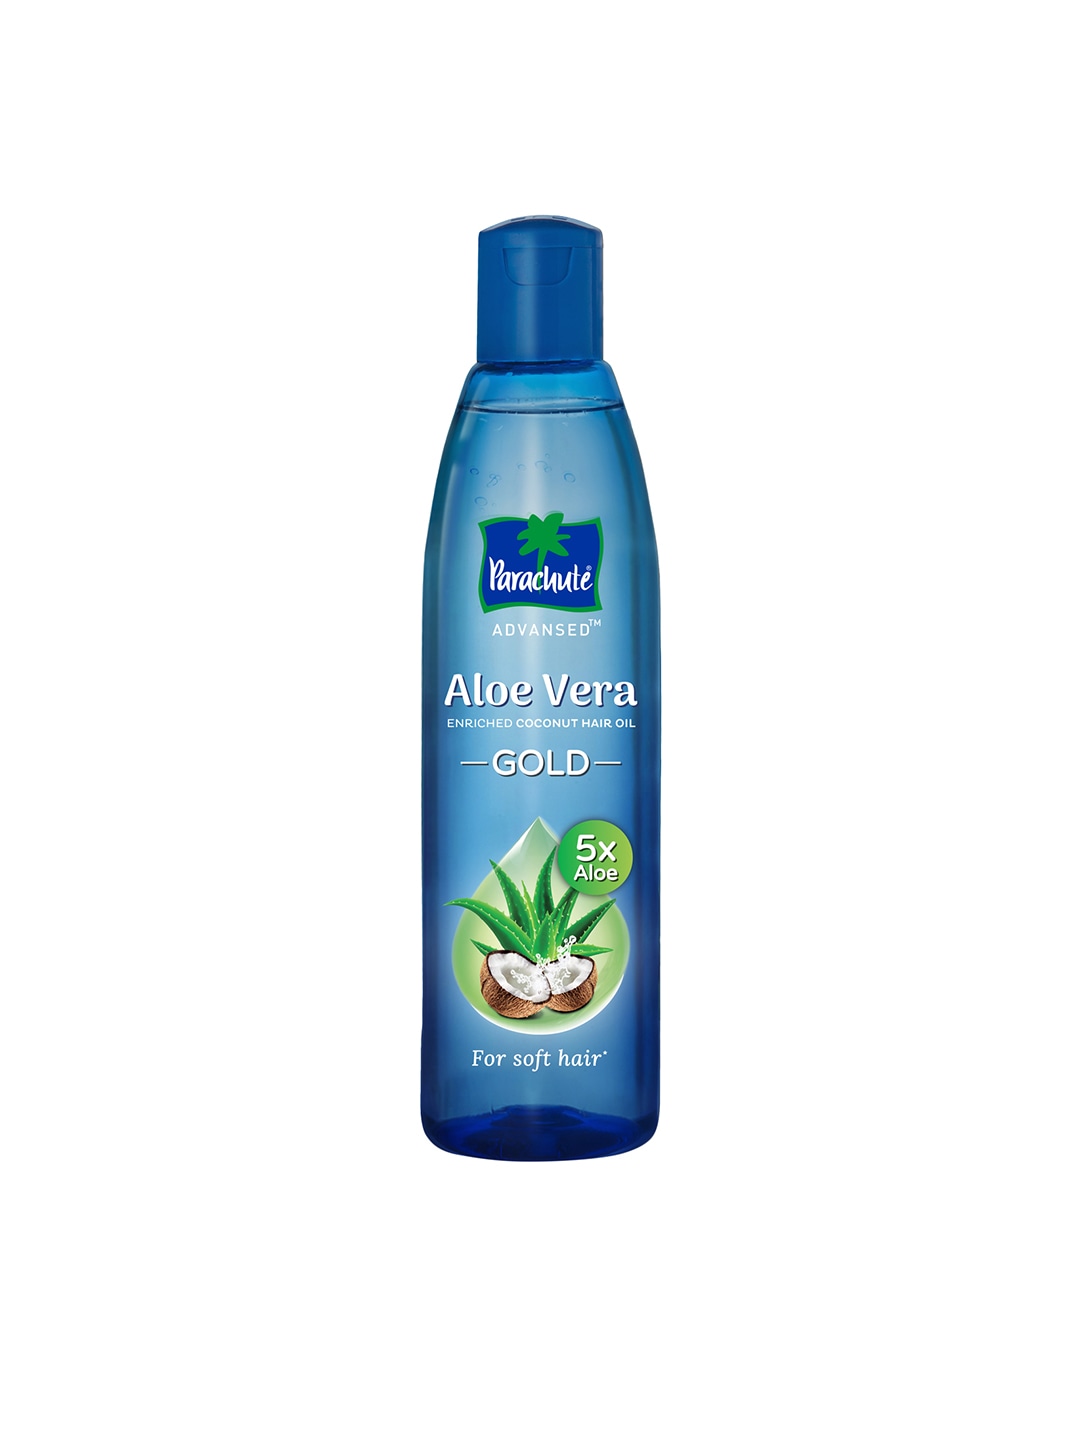 Parachute®
ADVANSED™
Aloe Vera
ENRICHED COCONUT HAIR OIL
—GOLD—
5x
Aloe
For soft hair*